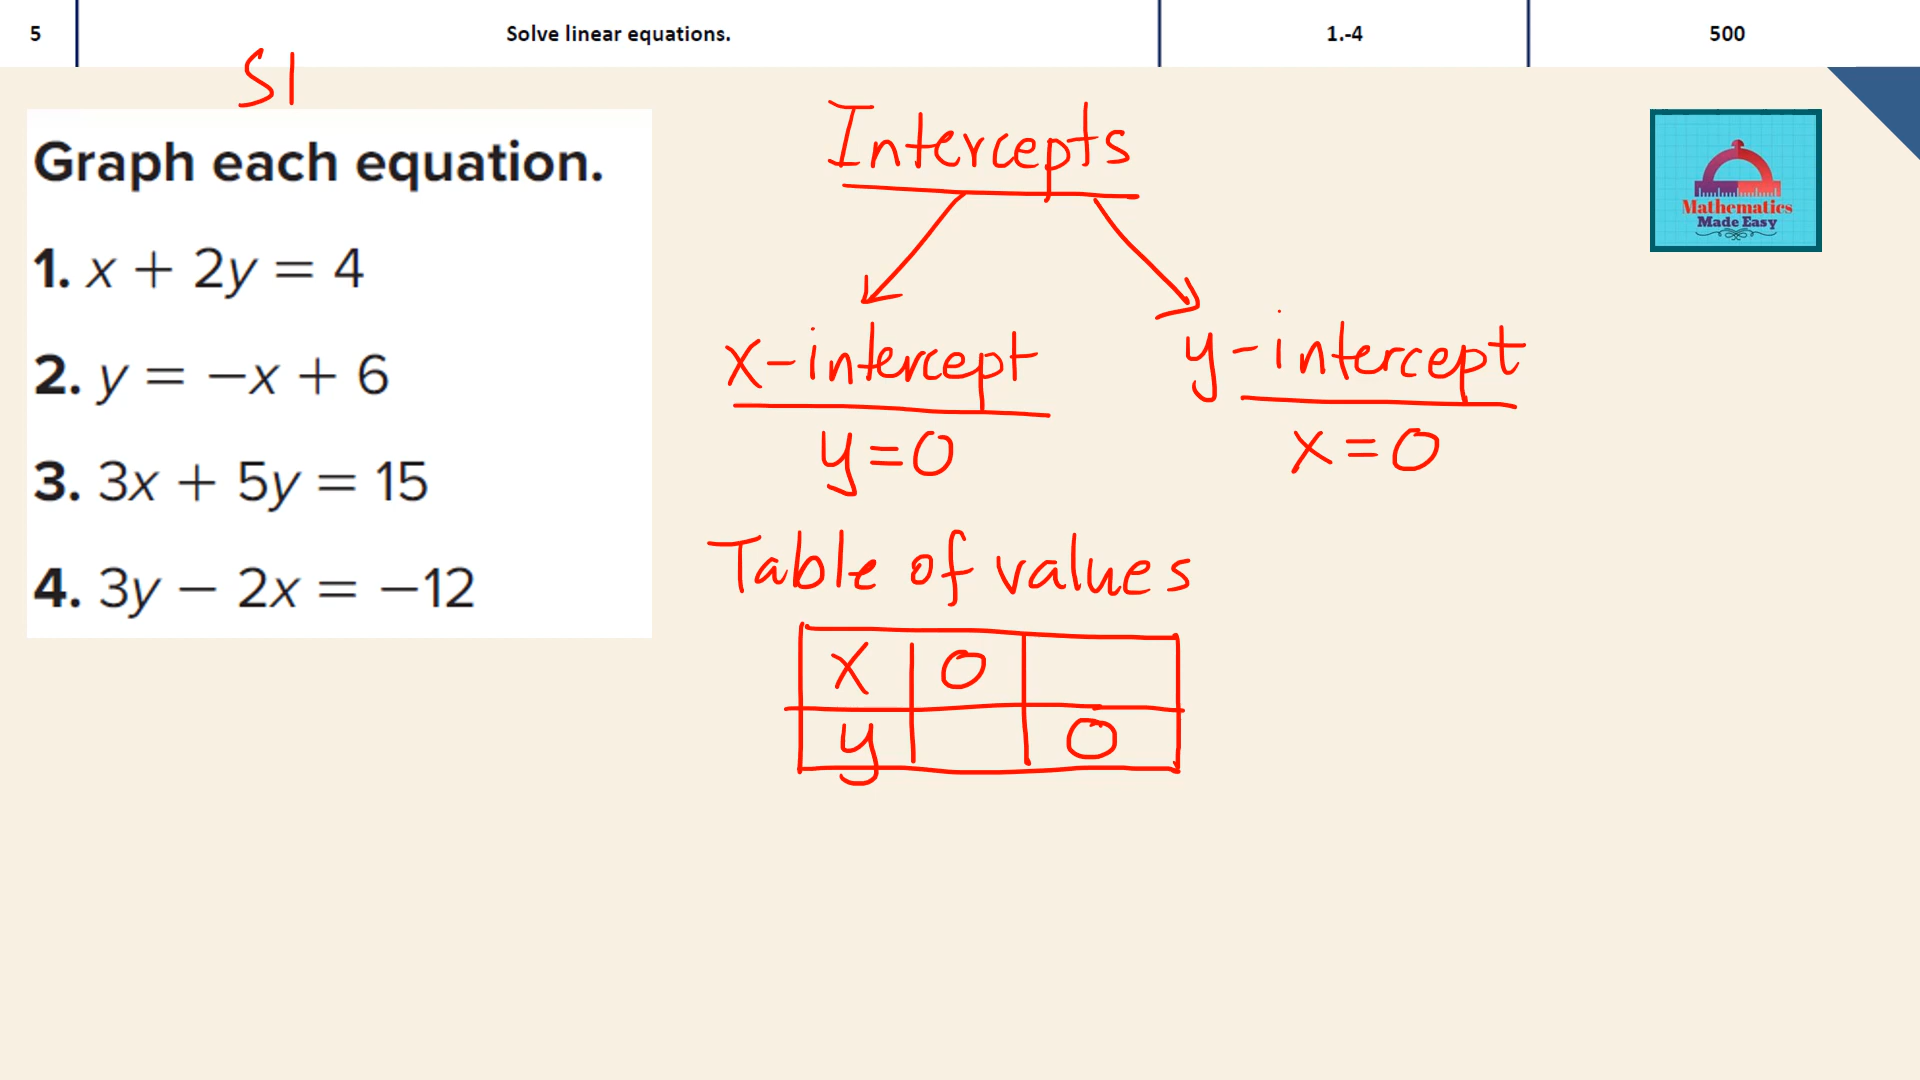 5 Solve linear equations. 1.-4 500
S1
Graph each equation.
1. x + 2y = 4
2. y = −x + 6
3. 3x + 5y = 15
4. 3y − 2x = −12
Intercepts
x-intercept y-intercept
y=0 x=0
Table of values
x 0
y 0
Mathematics
Made Easy